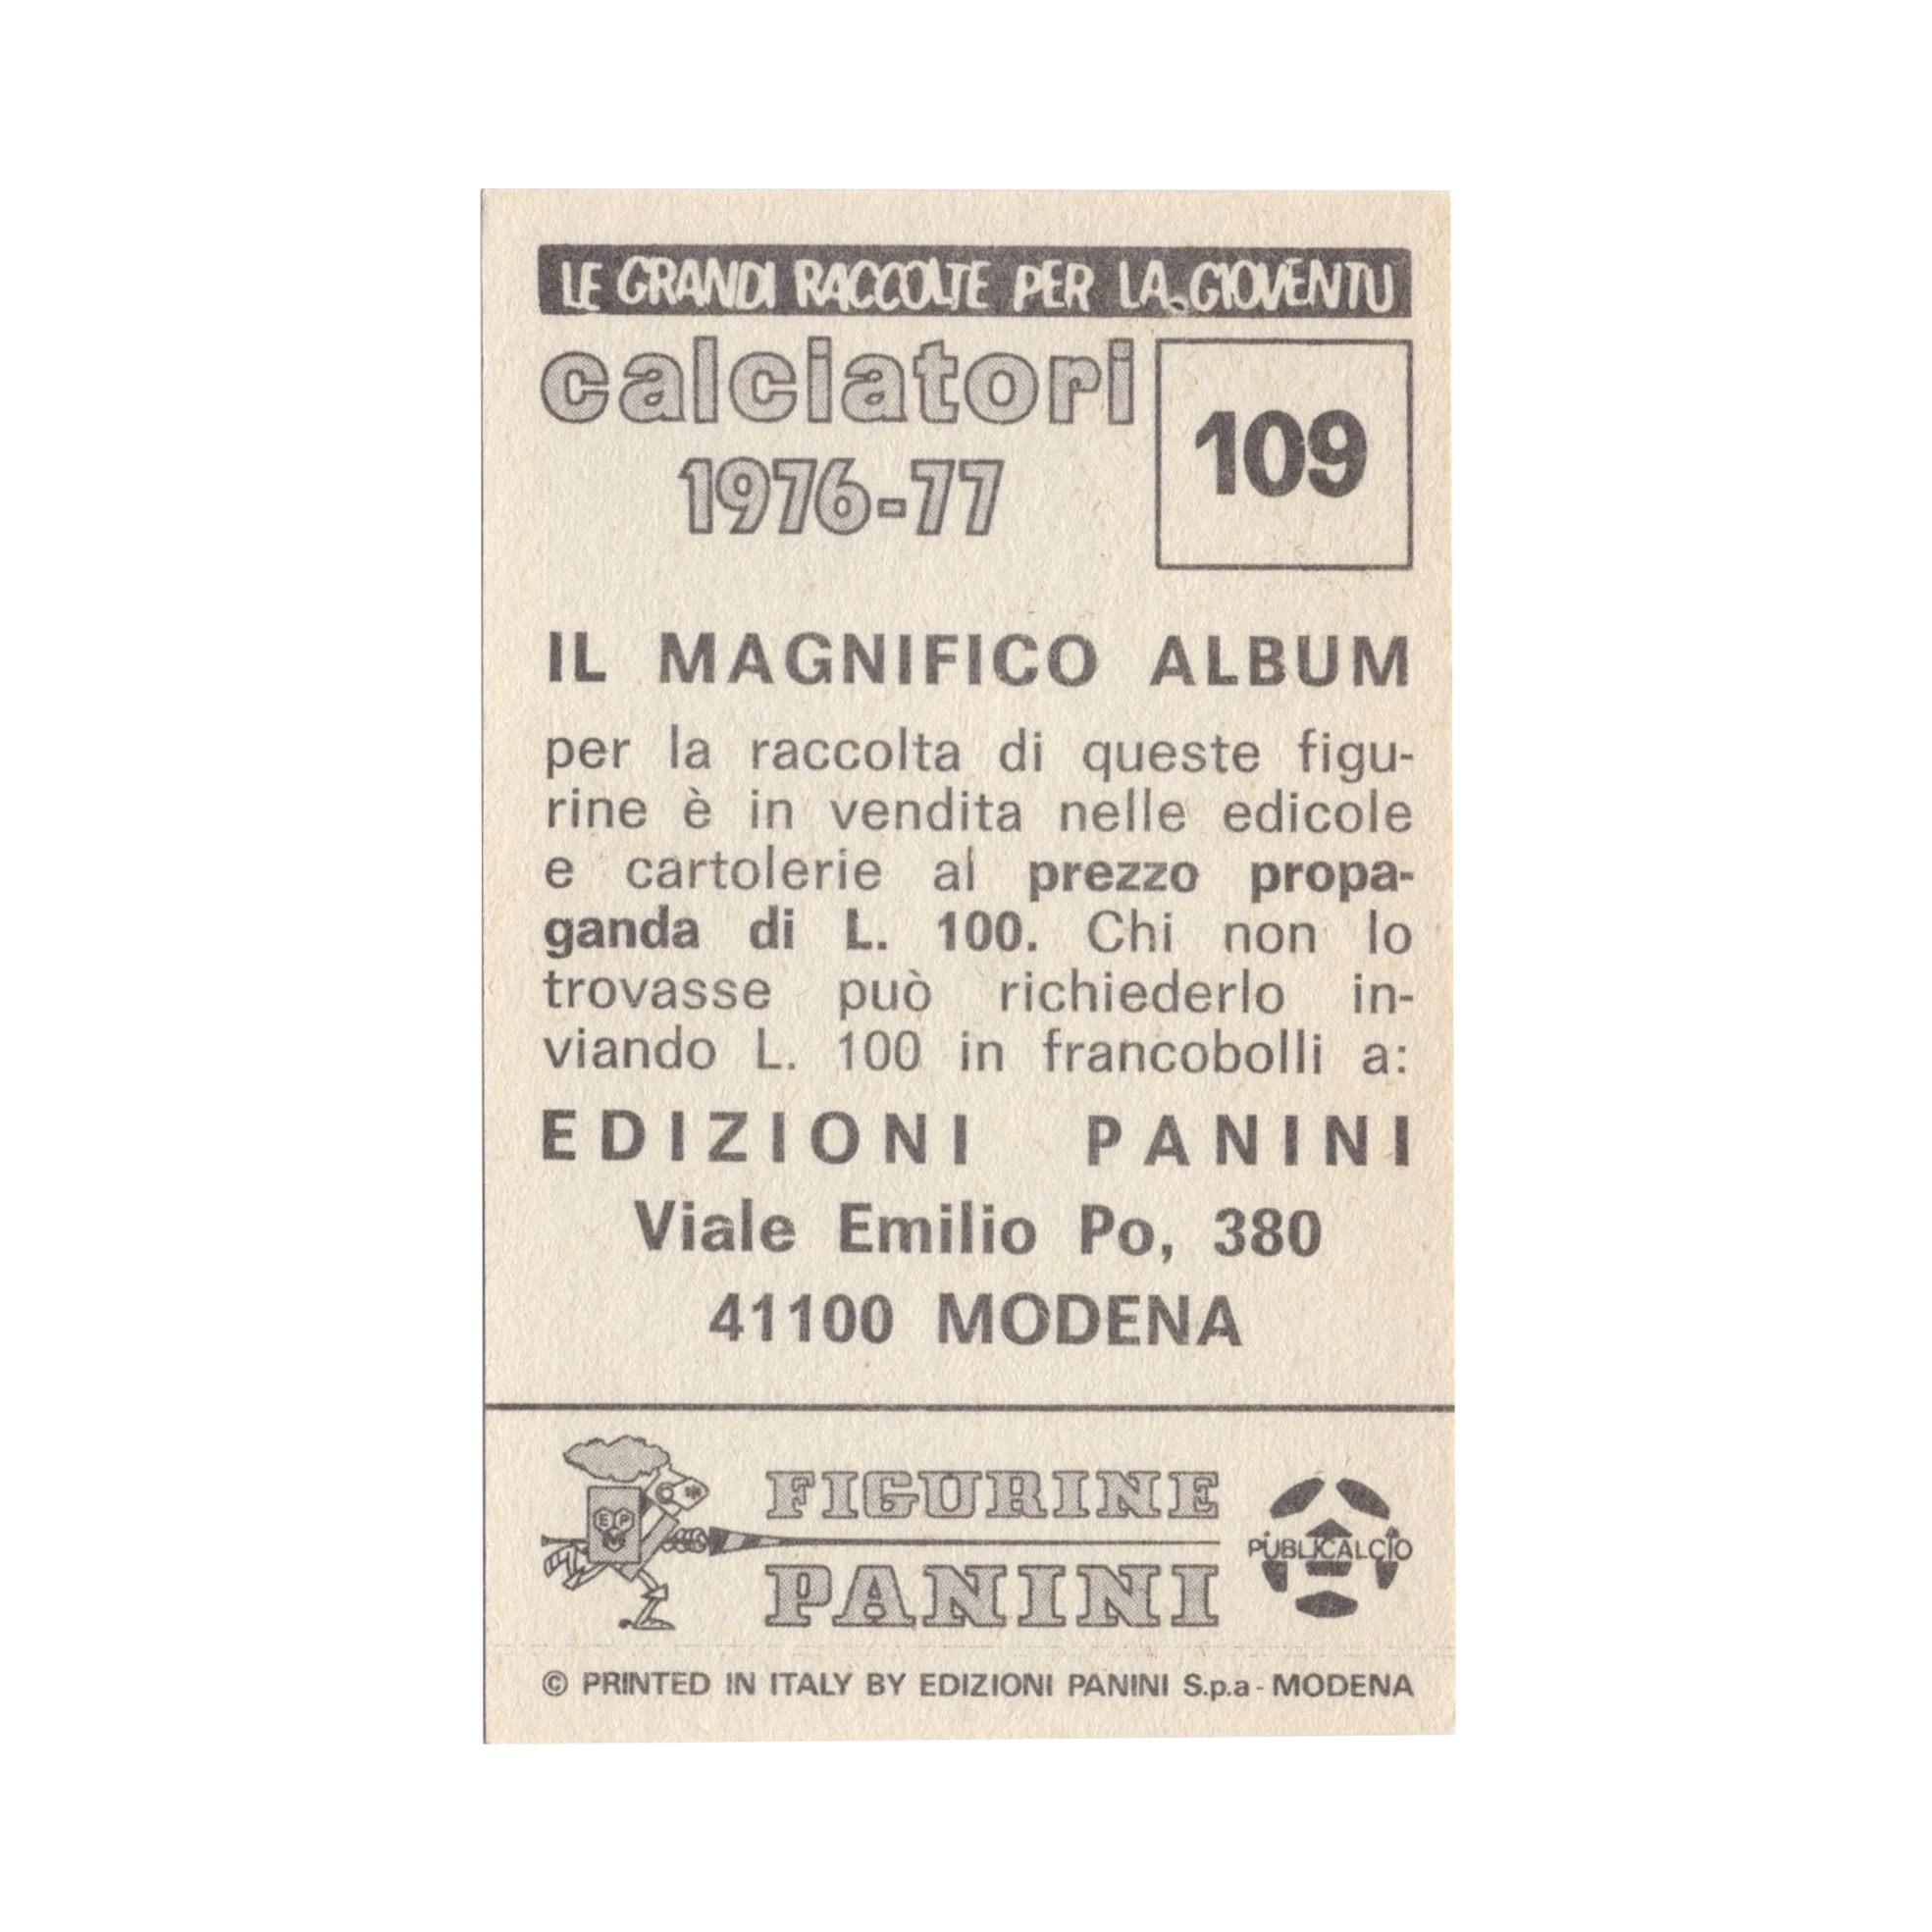 LE GRANDI RACCOLTE PER LA GIOVENTU
calciatori
1976-77
109
IL MAGNIFICO ALBUM
per la raccolta di queste figu-
rine è in vendita nelle edicole
e cartolerie al prezzo propa-
ganda di L. 100. Chi non lo
trovasse può richiederlo in-
viando L. 100 in francobolli a:
EDIZIONI PANINI
Viale Emilio Po, 380
41100 MODENA
EP
FIGURINE
PANINI
PUBLICALCIO
© PRINTED IN ITALY BY EDIZIONI PANINI S.p.a - MODENA